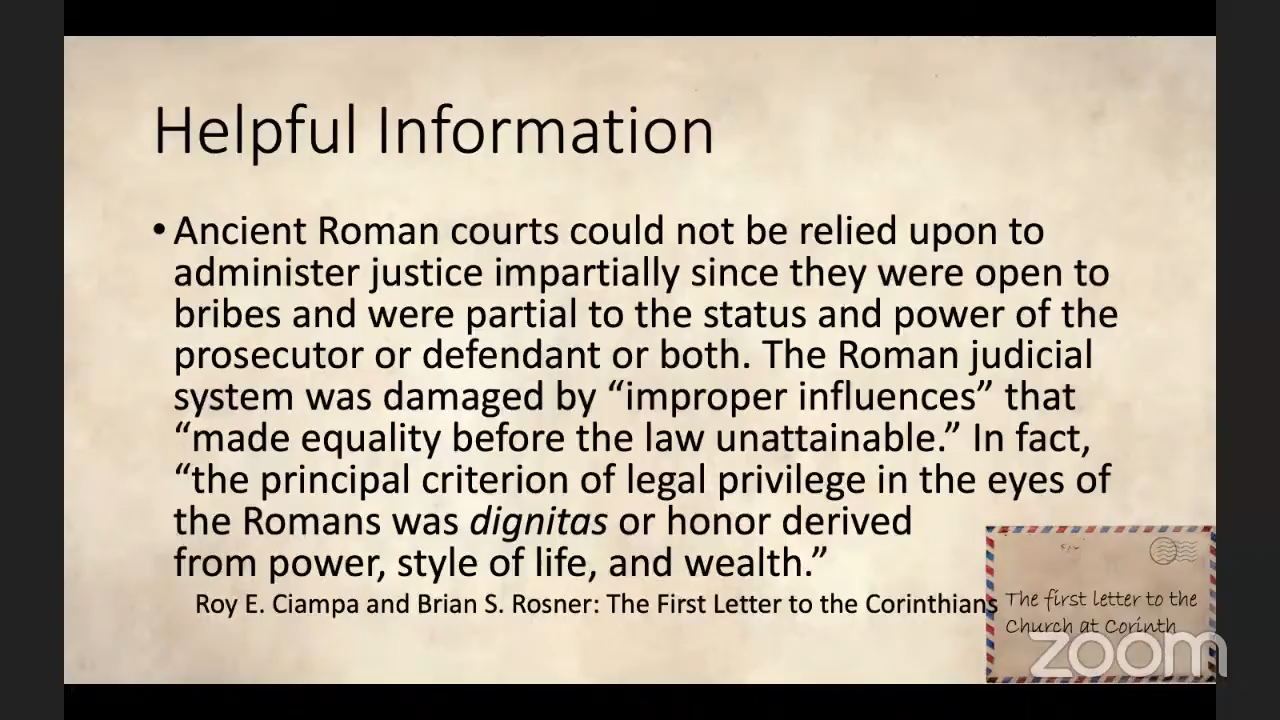 Helpful Information
• Ancient Roman courts could not be relied upon to
administer justice impartially since they were open to
bribes and were partial to the status and power of the
prosecutor or defendant or both. The Roman judicial
system was damaged by “improper influences” that
“made equality before the law unattainable.” In fact,
“the principal criterion of legal privilege in the eyes of
the Romans was dignitas or honor derived
from power, style of life, and wealth.”
Roy E. Ciampa and Brian S. Rosner: The First Letter to the Corinthians
The first letter to the
Church at Corinth
zoom